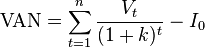 VAN = \sum_{t=1}^{n} \frac{V_t}{(1+k)^t} - I_0